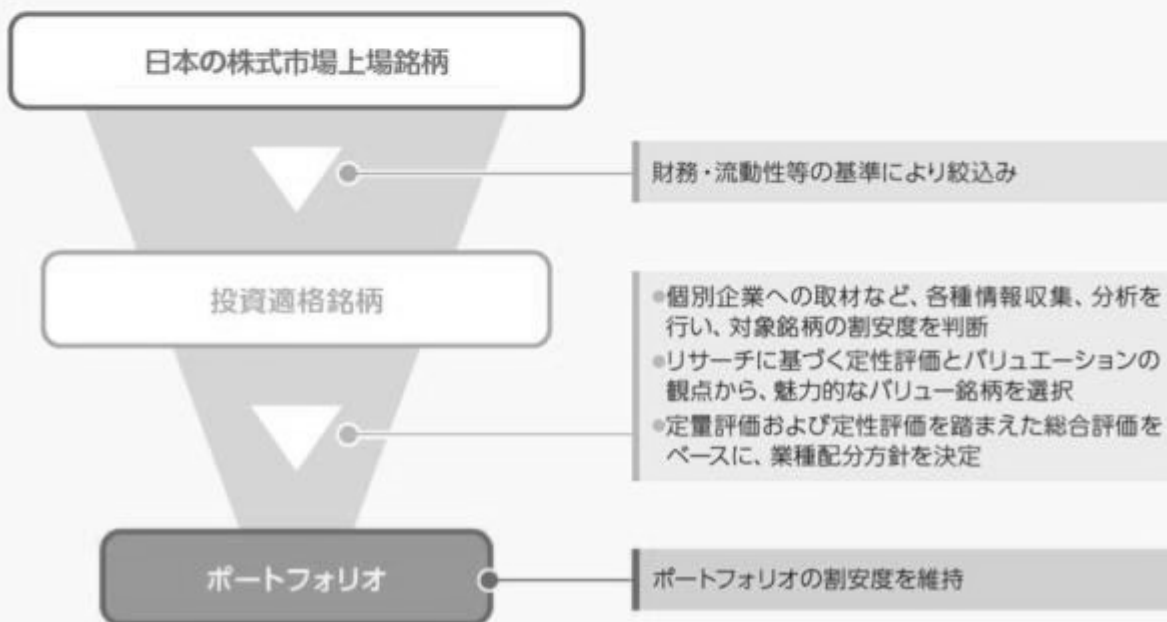 日本の株式市場上場銘柄
財務・流動性等の基準により絞込み
投資適格銘柄
●個別企業への取材など、各種情報収集、分析を
行い、対象銘柄の割安度を判断
●リサーチに基づく定性評価とバリュエーションの
観点から、魅力的なバリュー銘柄を選択
●定量評価および定性評価を踏まえた総合評価を
ベースに、業種配分方針を決定
ポートフォリオ
ポートフォリオの割安度を維持